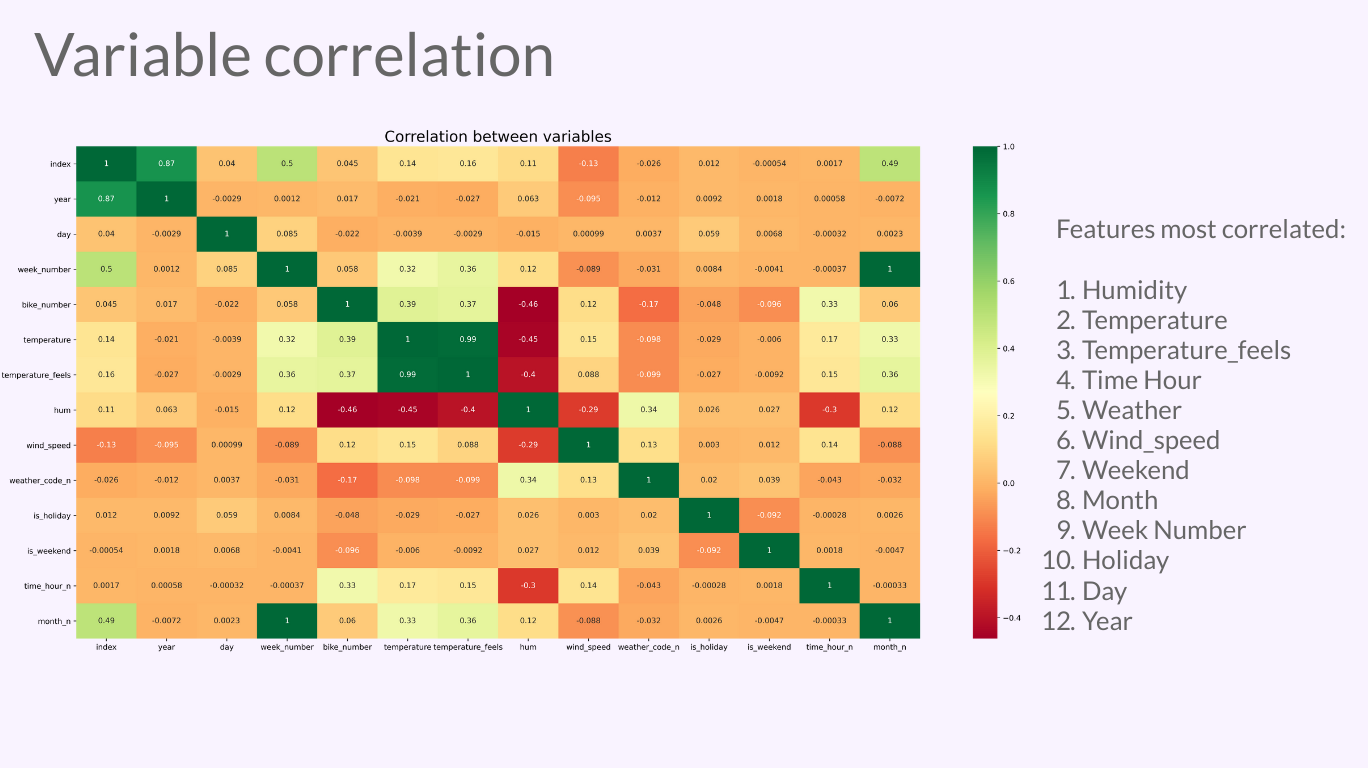 Variable correlation
Correlation between variables
index 1 0.87 0.04 0.5 0.045 0.14 0.16 0.11 -0.13 -0.026 0.012 -0.00054 0.0017 0.49
year 0.87 1 -0.0029 0.0012 0.017 -0.021 -0.027 0.063 -0.095 -0.012 0.0092 0.0018 0.00058 -0.0072
day 0.04 -0.0029 1 0.085 -0.022 -0.0039 -0.0029 -0.015 0.00099 0.0037 0.059 0.0068 -0.00032 0.0023
week_number 0.5 0.0012 0.085 1 0.058 0.32 0.36 0.12 -0.089 -0.031 0.0084 -0.0041 -0.00037 1
bike_number 0.045 0.017 -0.022 0.058 1 0.39 0.37 -0.46 0.12 -0.17 -0.048 -0.096 0.33 0.06
temperature 0.14 -0.021 -0.0039 0.32 0.39 1 0.99 -0.45 0.15 -0.098 -0.029 -0.006 0.17 0.33
temperature_feels 0.16 -0.027 -0.0029 0.36 0.37 0.99 1 -0.4 0.088 -0.099 -0.027 -0.0092 0.15 0.36
hum 0.11 0.063 -0.015 0.12 -0.46 -0.45 -0.4 1 -0.29 0.34 0.026 0.027 -0.3 0.12
wind_speed -0.13 -0.095 0.00099 -0.089 0.12 0.15 0.088 -0.29 1 0.13 0.003 0.012 0.14 -0.088
weather_code_n -0.026 -0.012 0.0037 -0.031 -0.17 -0.098 -0.099 0.34 0.13 1 0.02 0.039 -0.043 -0.032
is_holiday 0.012 0.0092 0.059 0.0084 -0.048 -0.029 -0.027 0.026 0.003 0.02 1 -0.092 -0.00028 0.0026
is_weekend -0.00054 0.0018 0.0068 -0.0041 -0.096 -0.006 -0.0092 0.027 0.012 0.039 -0.092 1 0.0018 -0.0047
time_hour_n 0.0017 0.00058 -0.00032 -0.00037 0.33 0.17 0.15 -0.3 0.14 -0.043 -0.00028 0.0018 1 -0.00033
month_n 0.49 -0.0072 0.0023 1 0.06 0.33 0.36 0.12 -0.088 -0.032 0.0026 -0.0047 -0.00033 1
index year day week_number bike_number temperature temperature_feels hum wind_speed weather_code_n is_holiday is_weekend time_hour_n month_n
1.0
0.8
0.6
0.4
0.2
0.0
−0.2
−0.4
Features most correlated:
1. Humidity
2. Temperature
3. Temperature_feels
4. Time Hour
5. Weather
6. Wind_speed
7. Weekend
8. Month
9. Week Number
10. Holiday
11. Day
12. Year